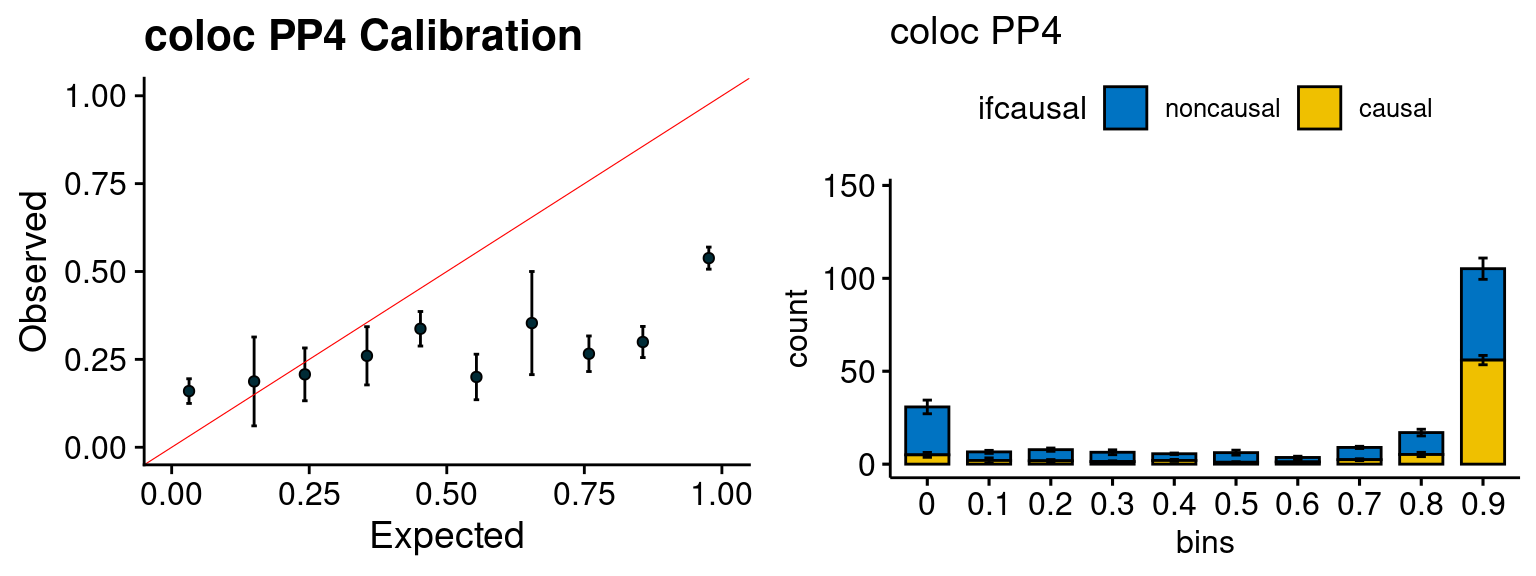 coloc PP4 Calibration
1.00
0.75
0.50
0.25
0.00
Observed
0.00 0.25 0.50 0.75 1.00
Expected
coloc PP4
ifcausal noncausal causal
150
100
50
0
count
0 0.1 0.2 0.3 0.4 0.5 0.6 0.7 0.8 0.9
bins